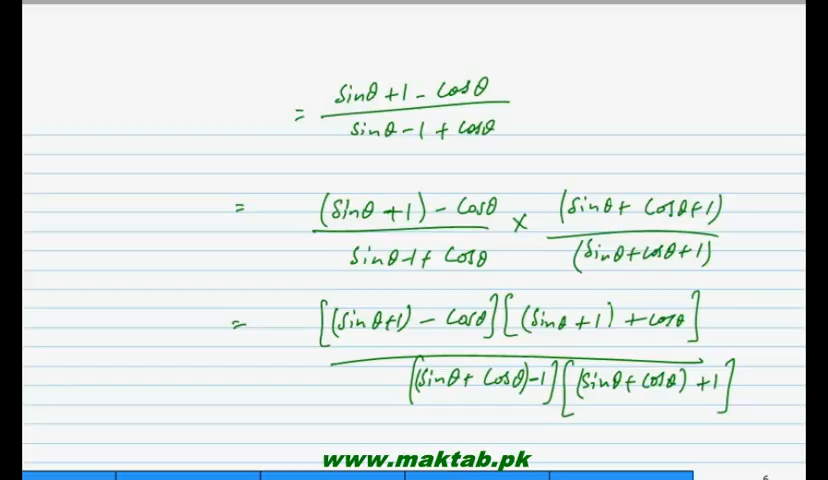 = sinθ+1-cosθ / sinθ-1+cosθ
= (sinθ+1)-cosθ / sinθ-1+cosθ × (sinθ+cosθ+1) / (sinθ+cosθ+1)
= [(sinθ+1)-cosθ][(sinθ+1)+cosθ] / [(sinθ+cosθ)-1][(sinθ+cosθ)+1]
www.maktab.pk
6